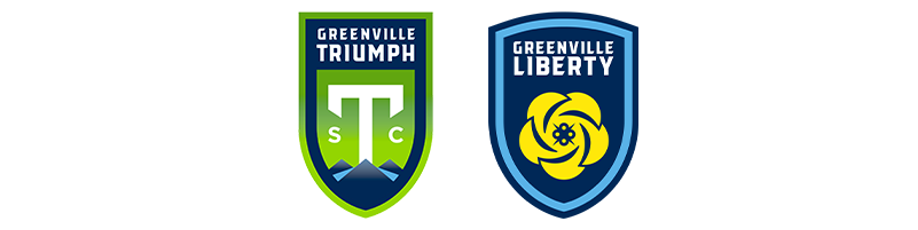 GREENVILLE
TRIUMPH
T
S C
GREENVILLE
LIBERTY